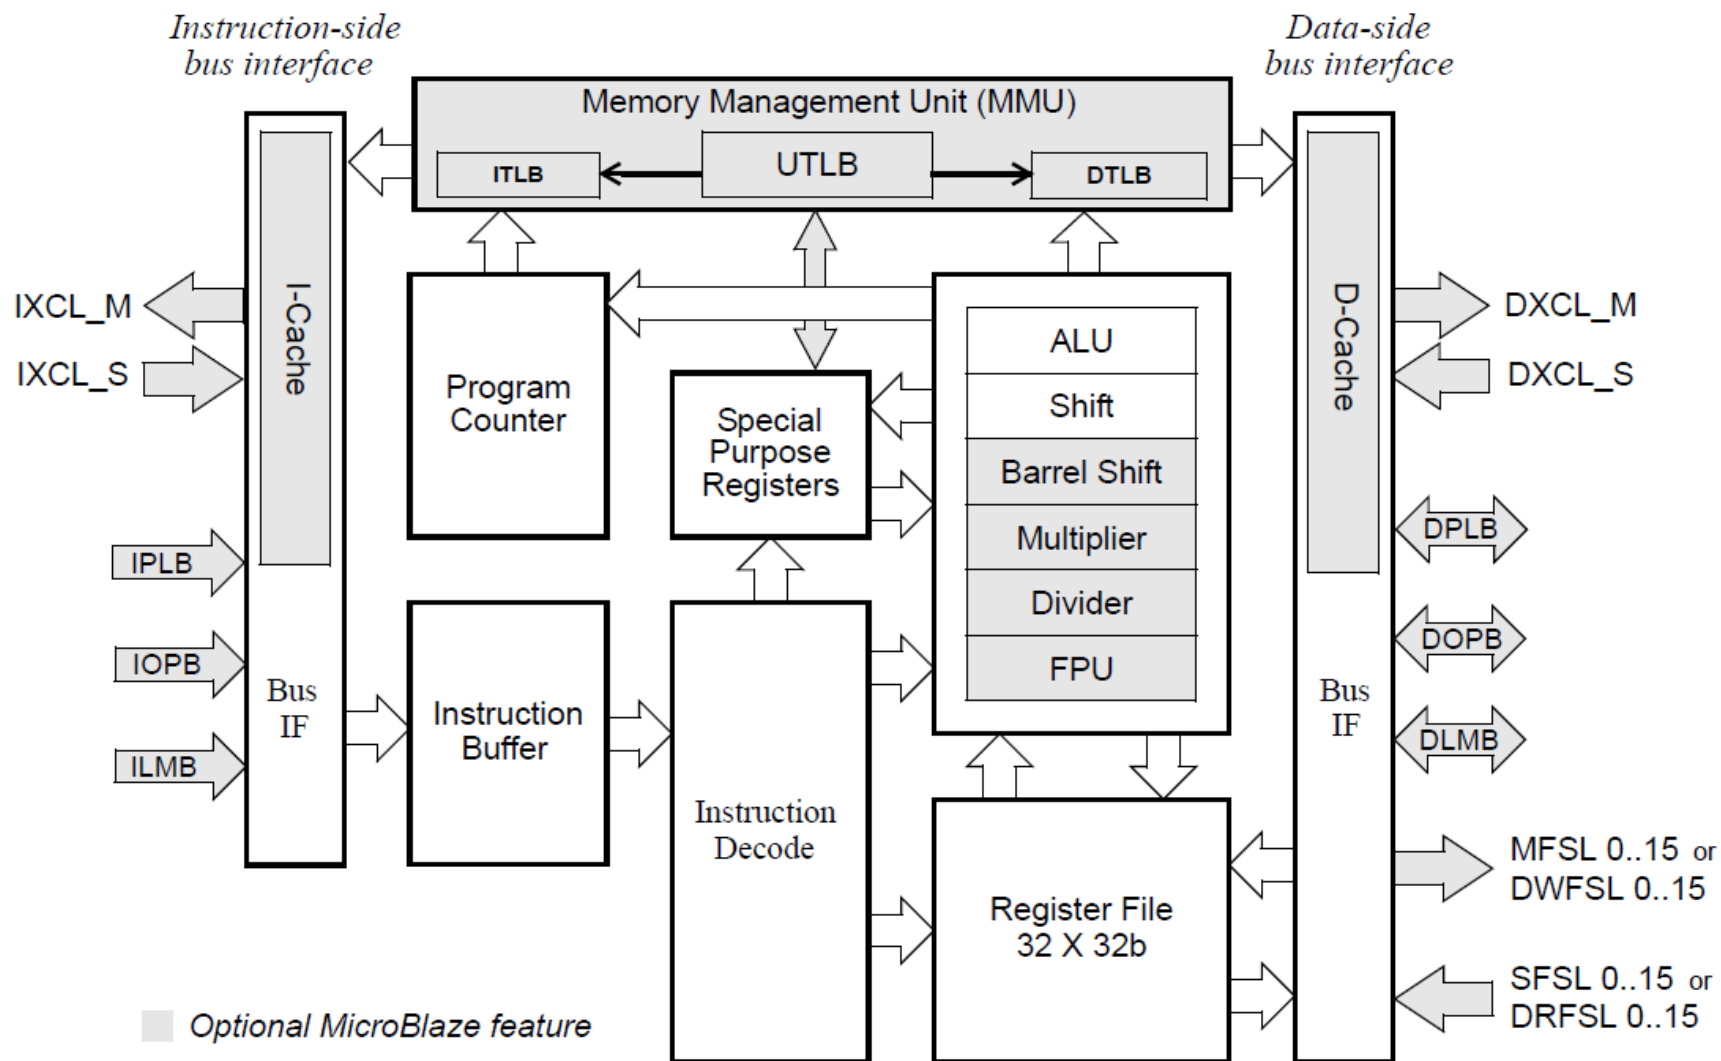 Instruction-side
bus interface
Data-side
bus interface
Memory Management Unit (MMU)
ITLB
UTLB
DTLB
I-Cache
D-Cache
IXCL_M
IXCL_S
DXCL_M
DXCL_S
Program
Counter
Special
Purpose
Registers
ALU
Shift
Barrel Shift
Multiplier
Divider
FPU
IPLB
IOPB
ILMB
Bus
IF
Instruction
Buffer
Instruction
Decode
Register File
32 X 32b
Bus
IF
DPLB
DOPB
DLMB
MFSL 0..15 or
DWFSL 0..15
SFSL 0..15 or
DRFSL 0..15
Optional MicroBlaze feature